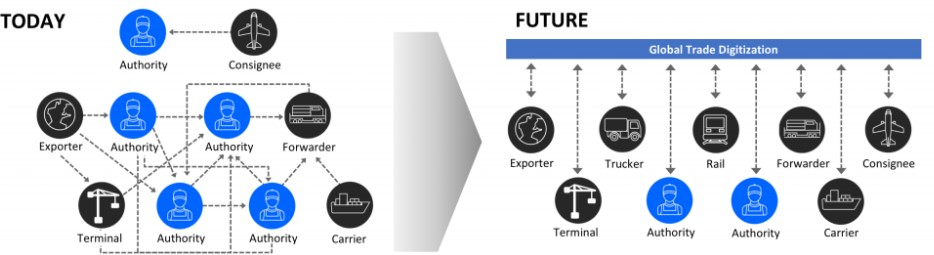 TODAY
Authority
Consignee
Exporter
Authority
Authority
Forwarder
Terminal
Authority
Authority
Carrier
FUTURE
Global Trade Digitization
Exporter
Trucker
Rail
Forwarder
Consignee
Terminal
Authority
Authority
Carrier